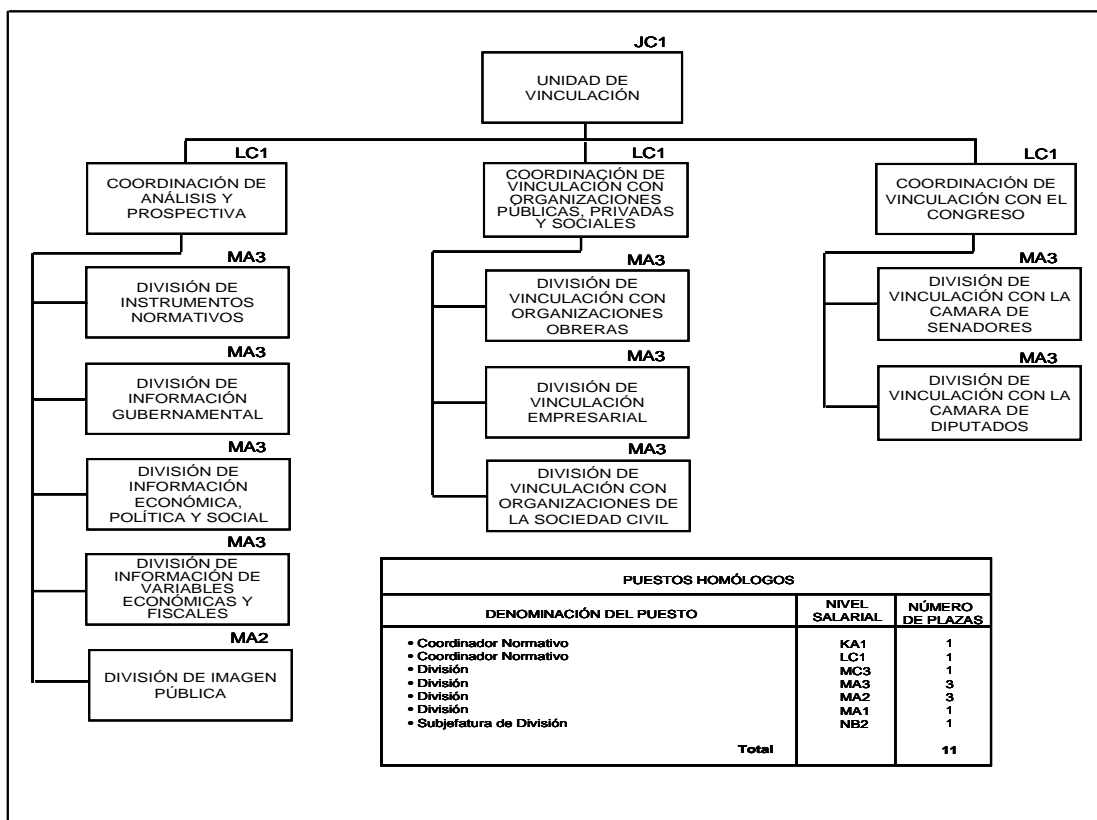 JC1
UNIDAD DE
VINCULACIÓN
LC1
COORDINACIÓN DE
ANÁLISIS Y
PROSPECTIVA
LC1
COORDINACIÓN DE
VINCULACIÓN CON
ORGANIZACIONES
PÚBLICAS, PRIVADAS
Y SOCIALES
LC1
COORDINACIÓN DE
VINCULACIÓN CON EL
CONGRESO
MA3
DIVISIÓN DE
INSTRUMENTOS
NORMATIVOS
MA3
DIVISIÓN DE
INFORMACIÓN
GUBERNAMENTAL
MA3
DIVISIÓN DE
INFORMACIÓN
ECONÓMICA,
POLÍTICA Y SOCIAL
MA3
DIVISIÓN DE
INFORMACIÓN DE
VARIABLES
ECONÓMICAS Y
FISCALES
MA2
DIVISIÓN DE IMAGEN
PÚBLICA
MA3
DIVISIÓN DE
VINCULACIÓN CON
ORGANIZACIONES
OBRERAS
MA3
DIVISIÓN DE
VINCULACIÓN
EMPRESARIAL
MA3
DIVISIÓN DE
VINCULACIÓN CON
ORGANIZACIONES DE
LA SOCIEDAD CIVIL
MA3
DIVISIÓN DE
VINCULACIÓN CON LA
CAMARA DE
SENADORES
MA3
DIVISIÓN DE
VINCULACIÓN CON LA
CAMARA DE
DIPUTADOS
PUESTOS HOMÓLOGOS
DENOMINACIÓN DEL PUESTO
NIVEL
SALARIAL
NÚMERO
DE PLAZAS
• Coordinador Normativo KA1 1
• Coordinador Normativo LC1 1
• División MC3 1
• División MA3 3
• División MA2 3
• División MA1 1
• Subjefatura de División NB2 1
Total 11